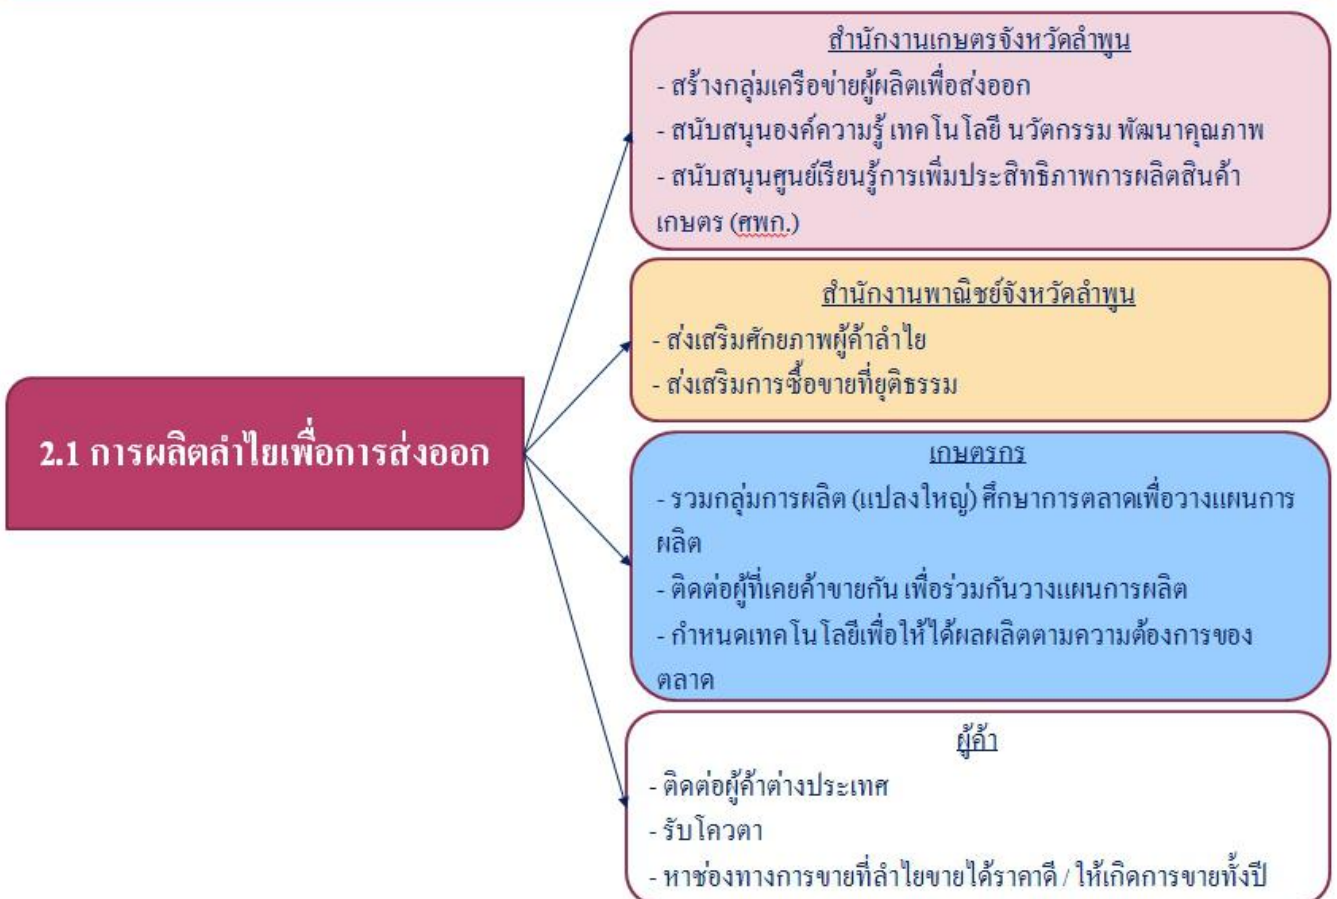 สำนักงานเกษตรจังหวัดลำพูน
- สร้างกลุ่มเครือข่ายผู้ผลิตเพื่อส่งออก
- สนับสนุนองค์ความรู้ เทคโนโลยี นวัตกรรม พัฒนาคุณภาพ
- สนับสนุนศูนย์เรียนรู้การเพิ่มประสิทธิภาพการผลิตสินค้า
เกษตร (ศพก.)
สำนักงานพาณิชย์จังหวัดลำพูน
- ส่งเสริมศักยภาพผู้ค้าลำไย
- ส่งเสริมการซื้อขายที่ยุติธรรม
2.1 การผลิตลำไยเพื่อการส่งออก
เกษตรกร
- รวมกลุ่มการผลิต (แปลงใหญ่) ศึกษาการตลาดเพื่อวางแผนการ
ผลิต
- ติดต่อผู้ที่เคยค้าขายกัน เพื่อร่วมกันวางแผนการผลิต
- กำหนดเทคโนโลยีเพื่อให้ได้ผลผลิตตามความต้องการของ
ตลาด
ผู้ค้า
- ติดต่อผู้ค้าต่างประเทศ
- รับโควตา
- หาช่องทางการขายที่ลำไยขายได้ราคาดี / ให้เกิดการขายทั้งปี